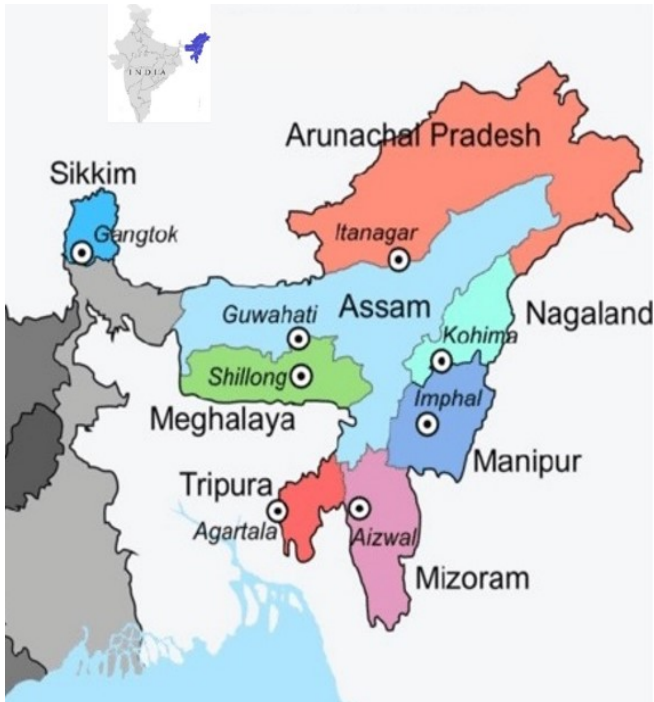 INDIA
Arunachal Pradesh
Sikkim
Gangtok
Itanagar
Guwahati
Assam
Nagaland
Kohima
Shillong
Imphal
Meghalaya
Manipur
Tripura
Agartala
Aizwal
Mizoram